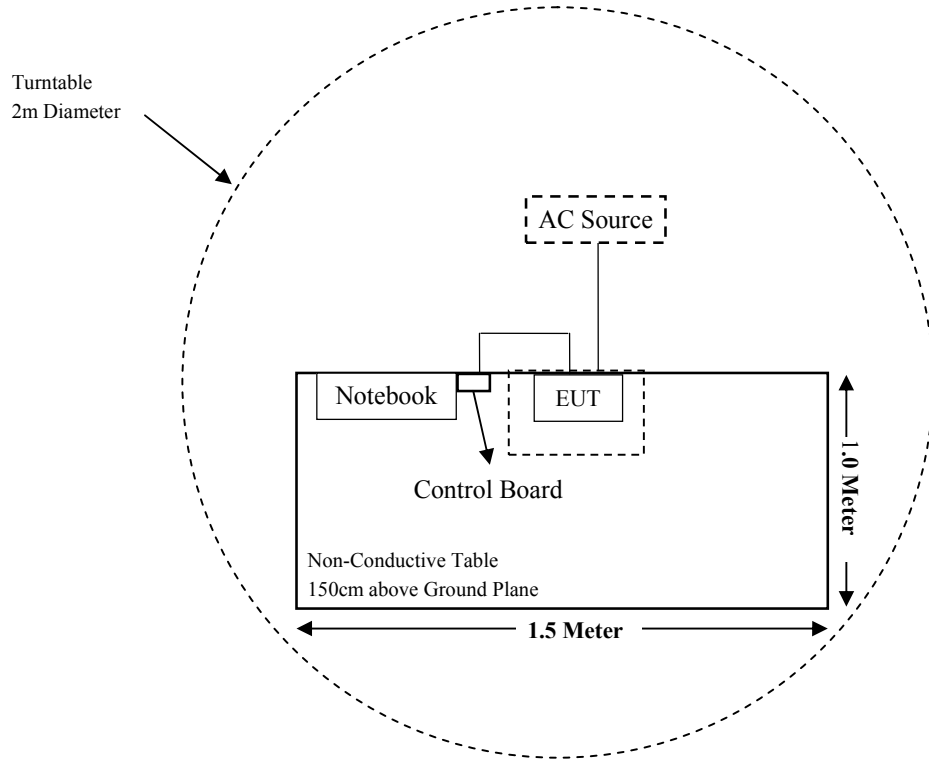 Turntable
2m Diameter
AC Source
Notebook
EUT
Control Board
1.0 Meter
Non-Conductive Table
150cm above Ground Plane
1.5 Meter